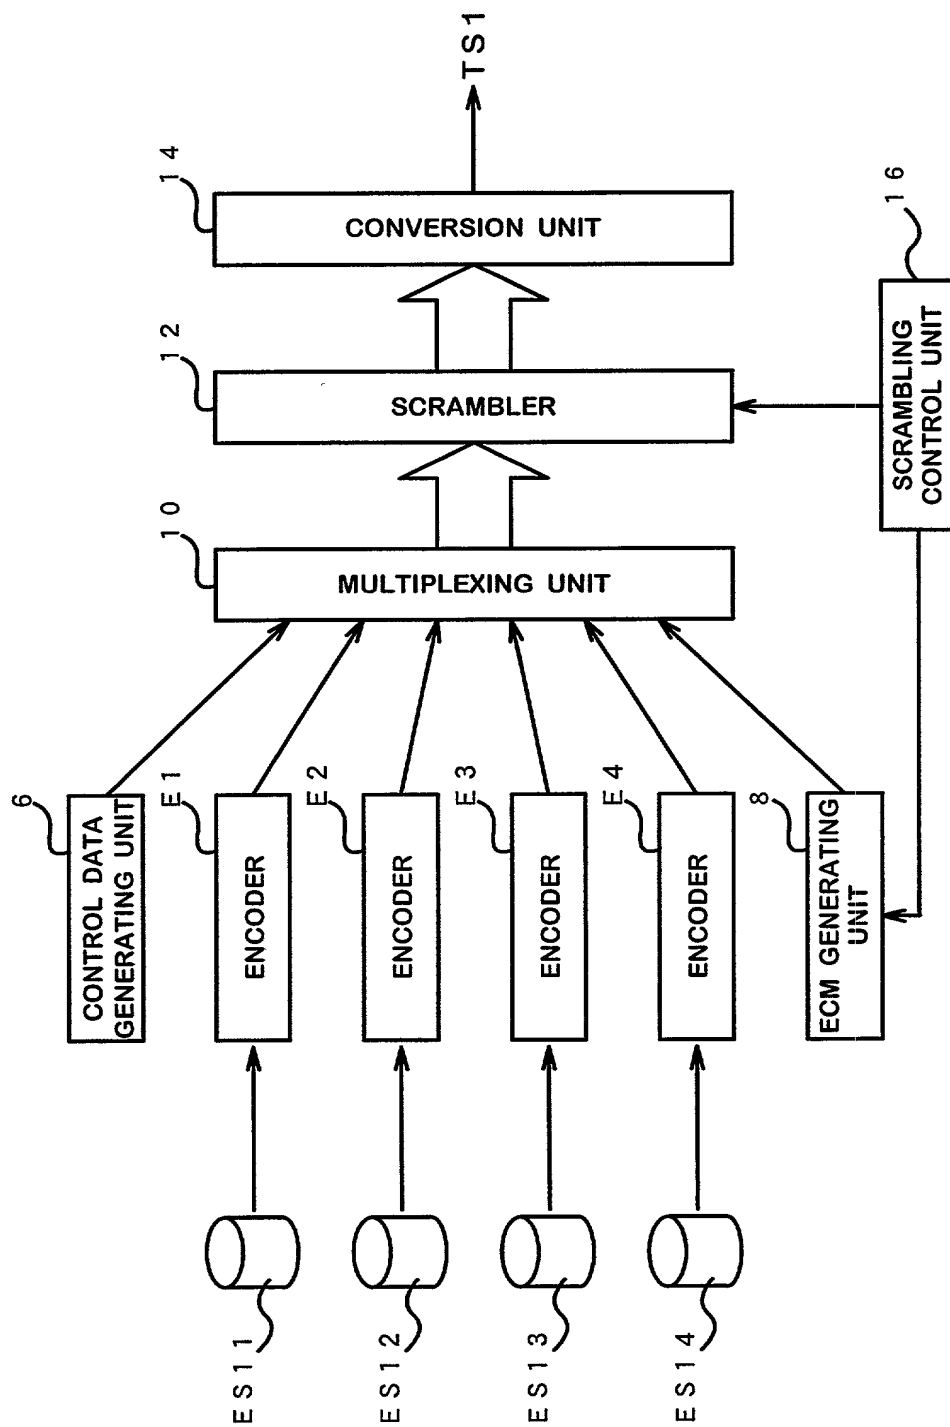 TS1
14
CONVERSION UNIT
12
SCRAMBLER
16
SCRAMBLING
CONTROL UNIT
10
MULTIPLEXING UNIT
6
CONTROL DATA
GENERATING UNIT
E1
ENCODER
E2
ENCODER
E3
ENCODER
E4
ENCODER
8
ECM GENERATING
UNIT
ES11
ES12
ES13
ES14